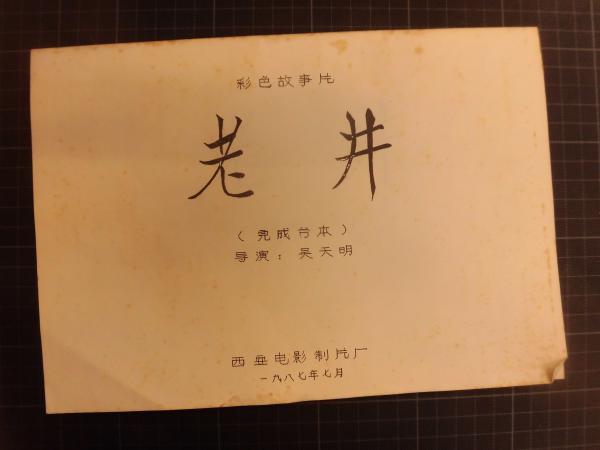 彩色故事片
老井
（完成台本）
导演：吴天明
西安电影制片厂
一九八七年七月